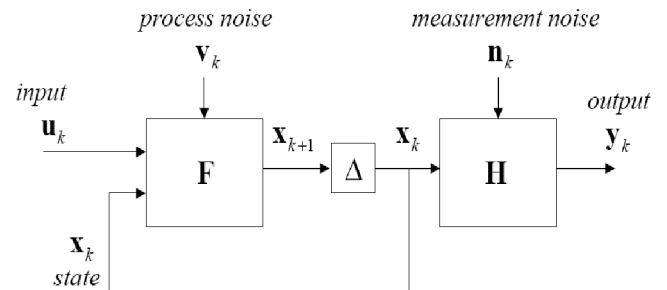 process noise
v_k
measurement noise
n_k
input
u_k
output
y_k
x_{k+1}
x_k
F
Δ
H
x_k
state